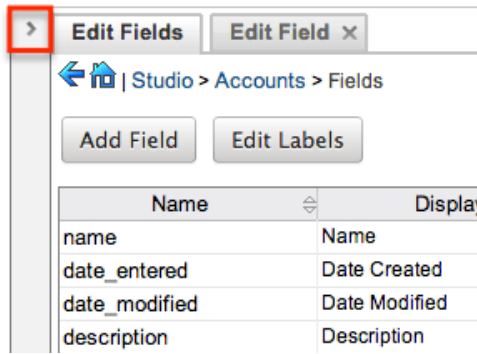 Edit Fields Edit Field ×
| Studio > Accounts > Fields
Add Field Edit Labels
Name Display
name Name
date_entered Date Created
date_modified Date Modified
description Description